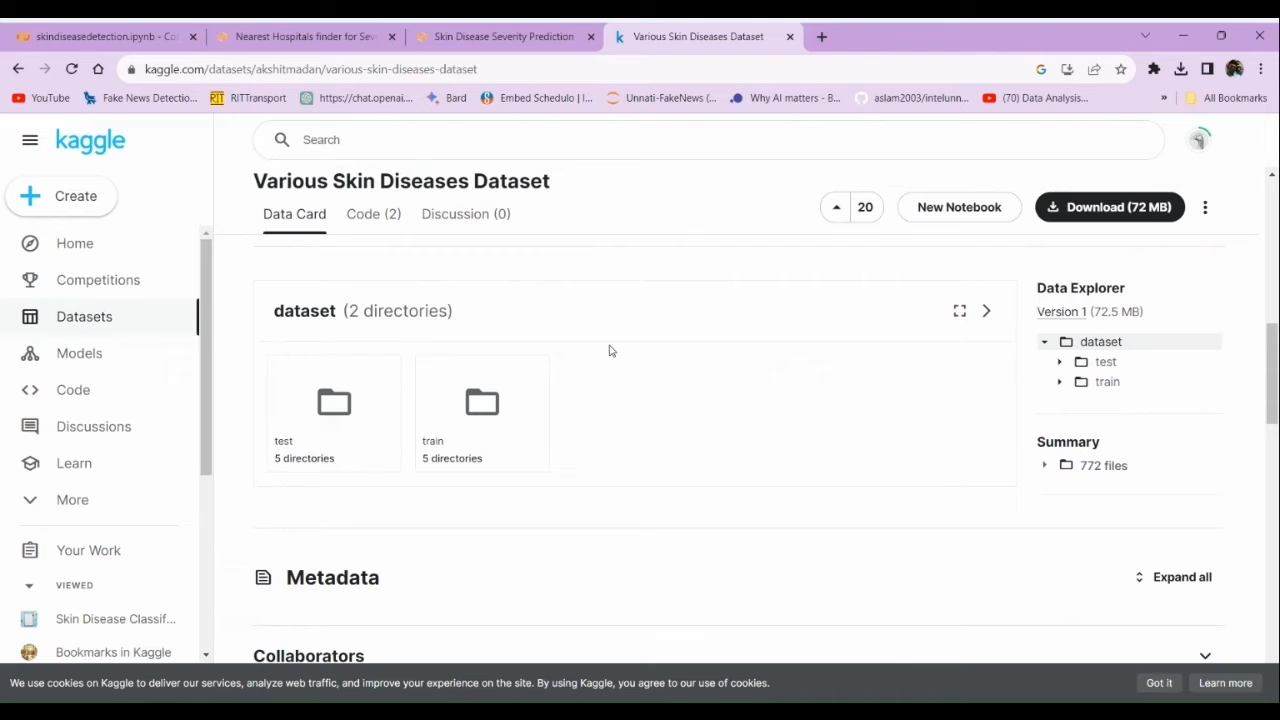 skindiseasedetection.ipynb - Co
Nearest Hospitals finder for Sev
Skin Disease Severity Prediction
Various Skin Diseases Dataset
kaggle.com/datasets/akshitmadan/various-skin-diseases-dataset
YouTube
Fake News Detectio...
RIT
RITTransport
https://chat.openai....
Bard
Embed Schedulo | I...
Unnati-FakeNews (...
Why AI matters - B...
aslam2003/intelunn...
(70) Data Analysis...
»
All Bookmarks
kaggle
Search
Create
Various Skin Diseases Dataset
20
New Notebook
Download (72 MB)
Data Card
Code (2)
Discussion (0)
Home
Competitions
Datasets
Models
Code
Discussions
Learn
More
Your Work
VIEWED
Skin Disease Classif...
Bookmarks in Kaggle
dataset (2 directories)
test
5 directories
train
5 directories
Data Explorer
Version 1 (72.5 MB)
dataset
test
train
Summary
772 files
Metadata
Expand all
Collaborators
We use cookies on Kaggle to deliver our services, analyze web traffic, and improve your experience on the site. By using Kaggle, you agree to our use of cookies.
Got it
Learn more